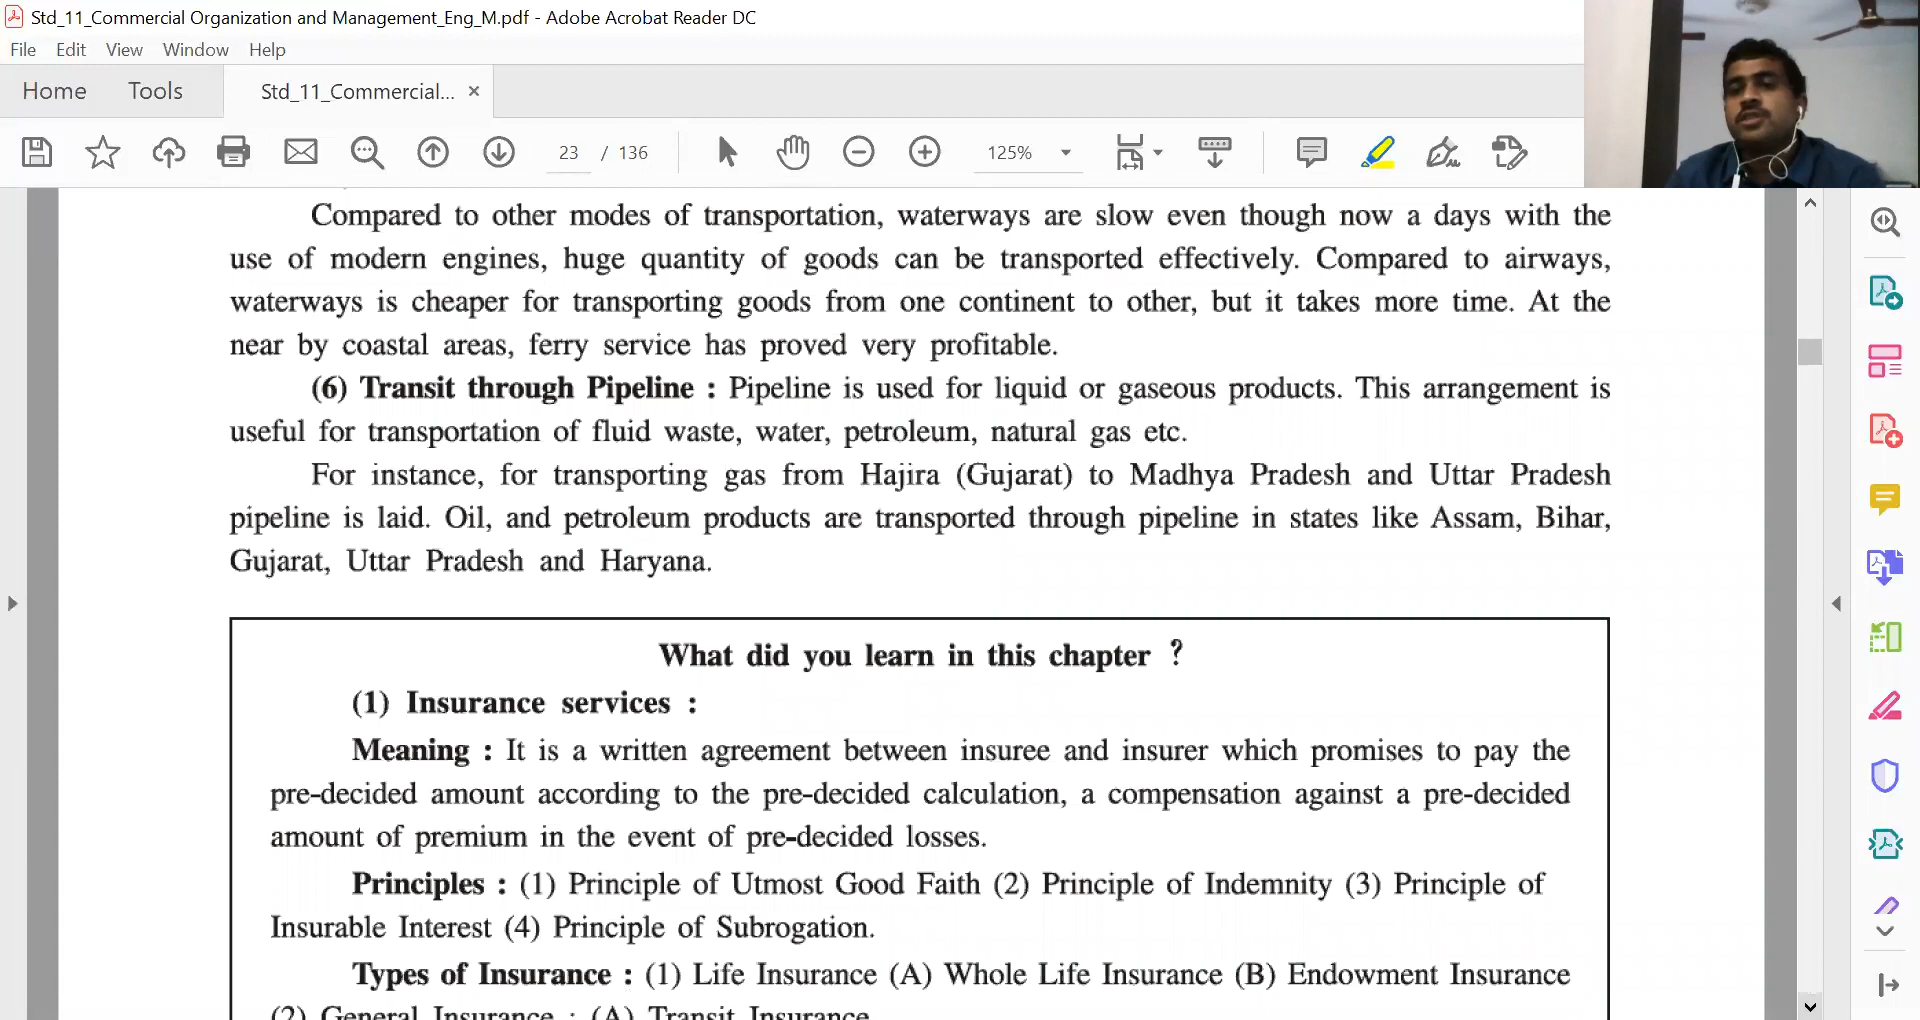 Std_11_Commercial Organization and Management_Eng_M.pdf - Adobe Acrobat Reader DC
File Edit View Window Help
Home Tools Std_11_Commercial... ×
23 / 136 125%
Compared to other modes of transportation, waterways are slow even though now a days with the
use of modern engines, huge quantity of goods can be transported effectively. Compared to airways,
waterways is cheaper for transporting goods from one continent to other, but it takes more time. At the
near by coastal areas, ferry service has proved very profitable.
(6) Transit through Pipeline : Pipeline is used for liquid or gaseous products. This arrangement is
useful for transportation of fluid waste, water, petroleum, natural gas etc.
For instance, for transporting gas from Hajira (Gujarat) to Madhya Pradesh and Uttar Pradesh
pipeline is laid. Oil, and petroleum products are transported through pipeline in states like Assam, Bihar,
Gujarat, Uttar Pradesh and Haryana.
What did you learn in this chapter ?
(1) Insurance services :
Meaning : It is a written agreement between insuree and insurer which promises to pay the
pre-decided amount according to the pre-decided calculation, a compensation against a pre-decided
amount of premium in the event of pre-decided losses.
Principles : (1) Principle of Utmost Good Faith (2) Principle of Indemnity (3) Principle of
Insurable Interest (4) Principle of Subrogation.
Types of Insurance : (1) Life Insurance (A) Whole Life Insurance (B) Endowment Insurance
(2) General Insurance : (A) Transit Insurance